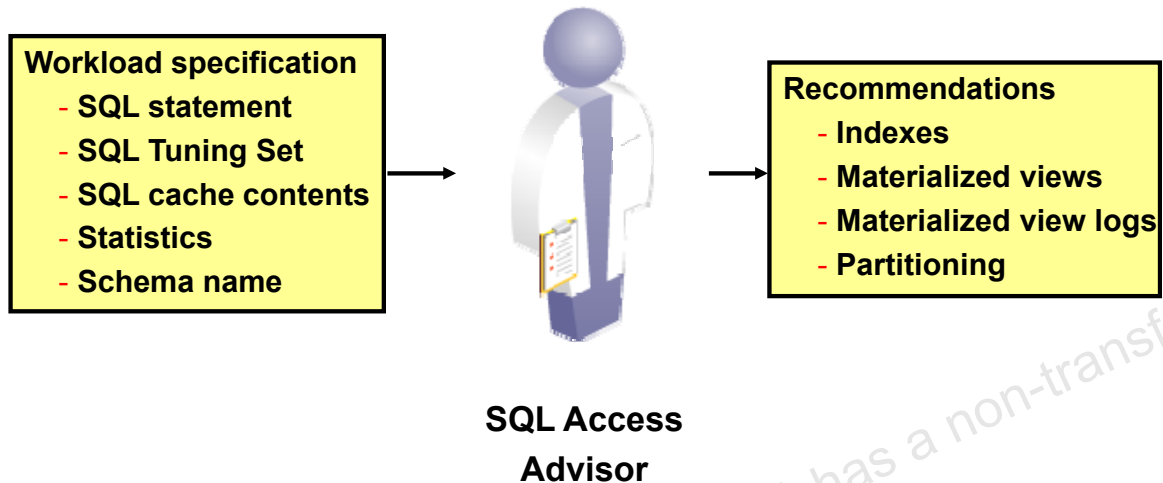 Workload specification
- SQL statement
- SQL Tuning Set
- SQL cache contents
- Statistics
- Schema name
Recommendations
- Indexes
- Materialized views
- Materialized view logs
- Partitioning
SQL Access
Advisor
has a non-transf